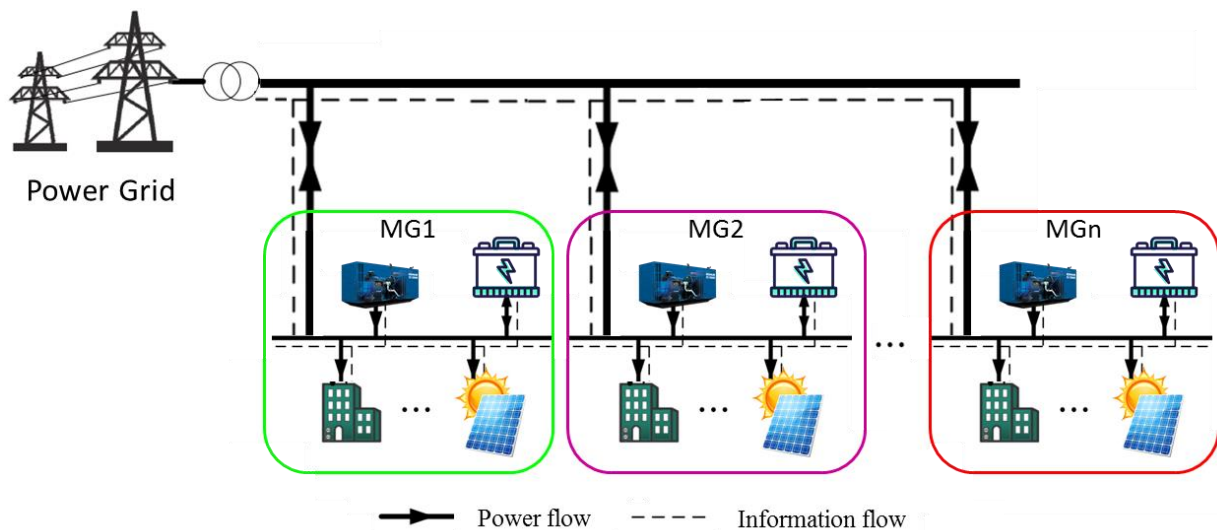 Power Grid
MG1
MG2
MGn
...
... ... ...
Power flow Information flow